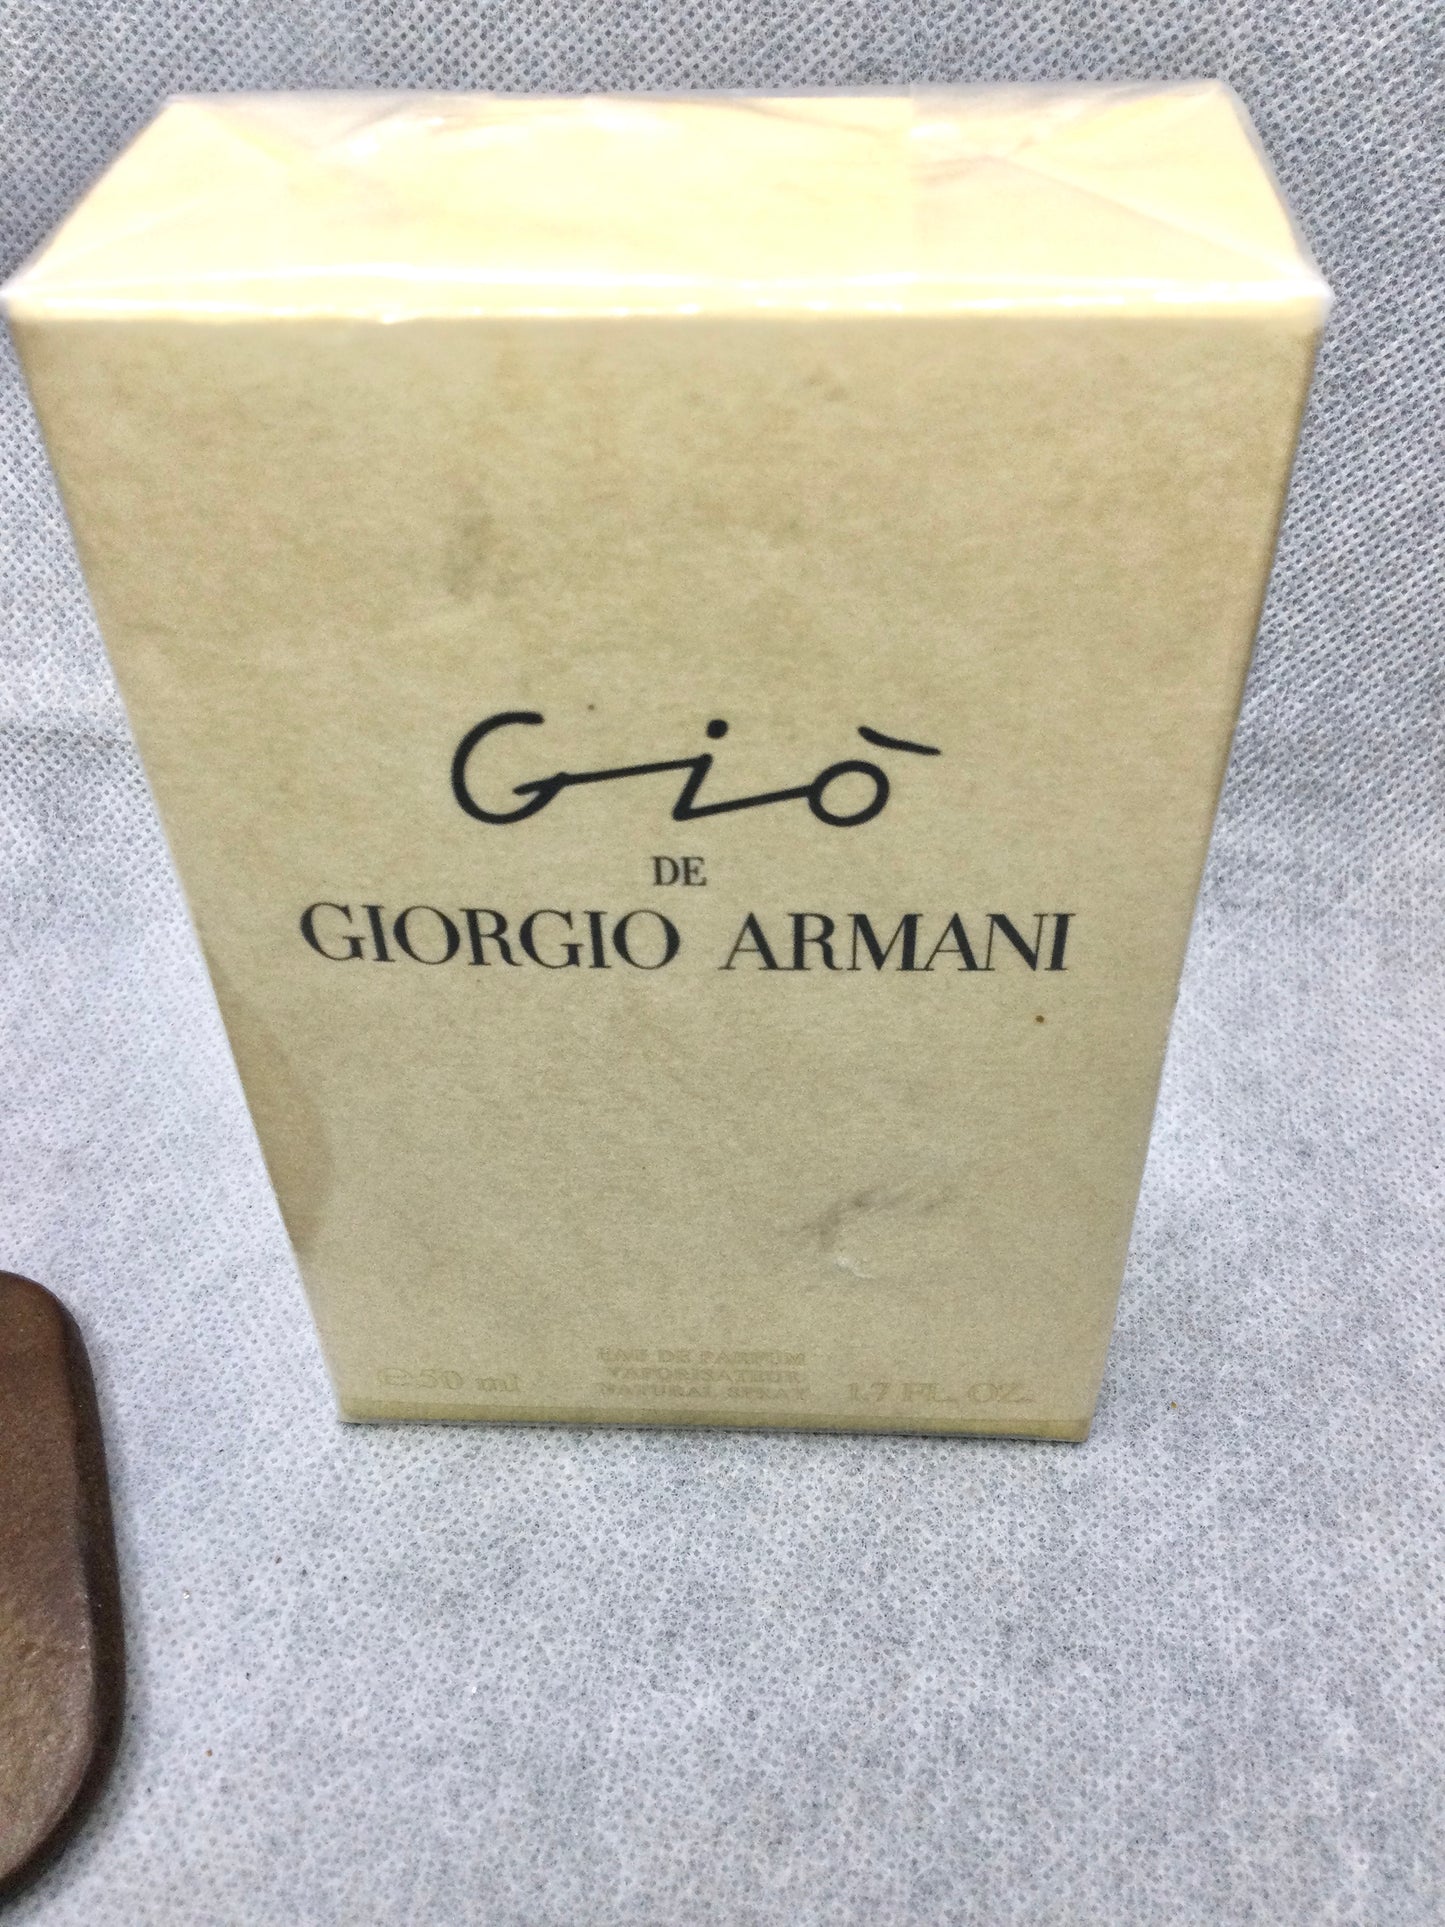 Giò
DE
GIORGIO ARMANI
EAU DE PARFUM
VAPORISATEUR
℮50 ml NATURAL SPRAY 1.7 FL. OZ.